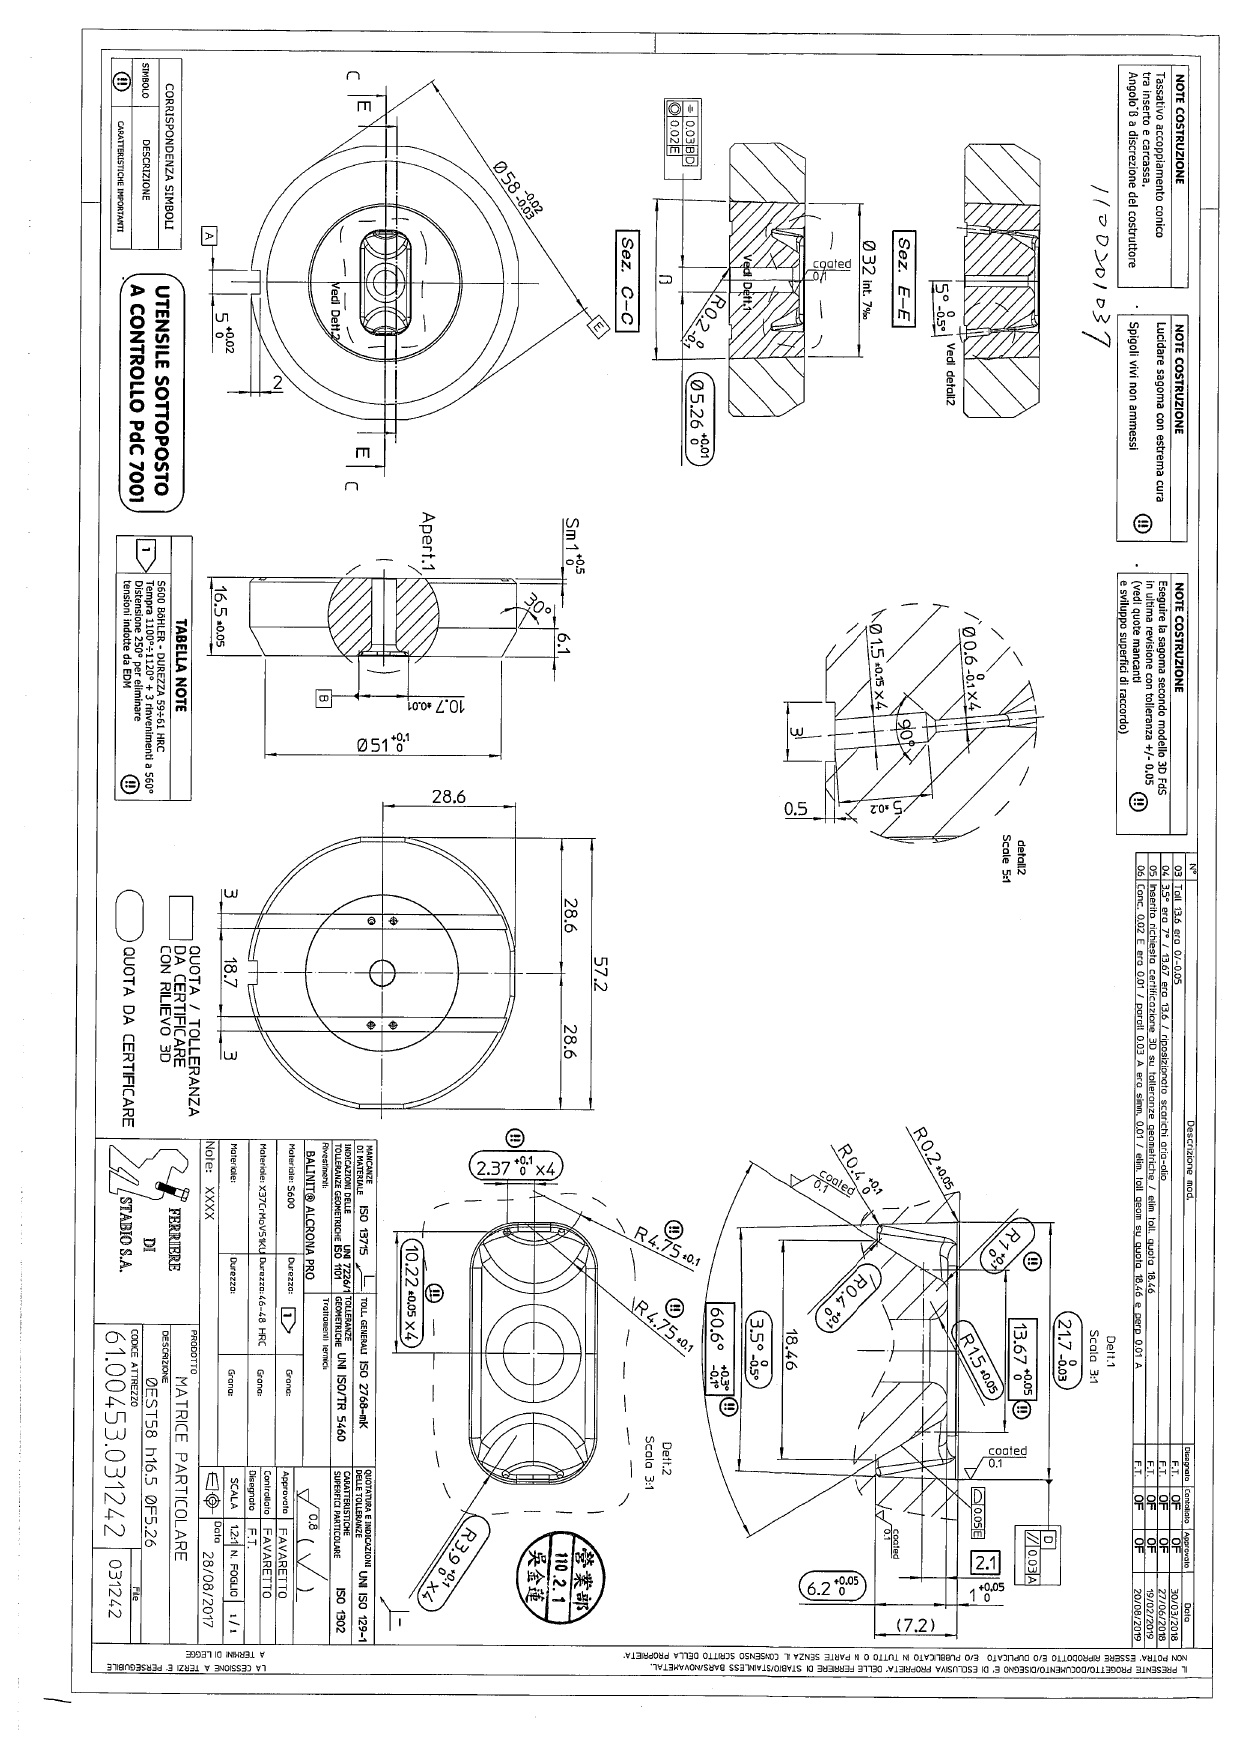 NOTE COSTRUZIONE
Tassativo accoppiamento conico
tra inserto e carcassa.
Angolo ß a discrezione del costruttore
NOTE COSTRUZIONE
Lucidare sagoma con estrema cura
Spigoli vivi non ammessi
NOTE COSTRUZIONE
Eseguire la sagoma secondo modello 3D FdS
in ultima revisione con tolleranza +/- 0.05
(vedi quote mancanti
e sviluppo superfici di raccordo)
1100201037
N° Descrizione mod. Disegnato Controllato Approvato Data
03 Toll 13.6 era 0/-0.05 F.T. OF OF 30/03/2018
04 3.5° era 7° / 13.67 era 13.6 / riposizionato scarichi aria-olio F.T. OF OF 27/06/2018
05 Inserito richiesta certificazione 3D su tolleranze geometriche / elim toll. quota 18.46 F.T. OF OF 19/02/2019
06 Conc. 0.02 E era 0.01 / parall 0.03 A era simm. 0.01 / elim. toll geom su quota 18.46 e perp 0.01 A F.T. OF OF 20/08/2019
Sez. E-E
5° 0 -0.5°
Vedi detail2
Ø32 int. 7‰
coated
0.1
Vedi Dett.1
R0.2
Ø5.26 +0.01 0
Sez. C-C
ß
= 0.03 B D
◎ 0.02 E
Ø58 -0.02 -0.03
E
C
E
Vedi Dett.2
E
C
A
5 +0.02 0
2
CORRISPONDENZA SIMBOLI
SIMBOLO DESCRIZIONE
!! CARATTERISTICHE IMPORTANTI
UTENSILE SOTTOPOSTO
A CONTROLLO PdC 7001
TABELLA NOTE
1 S600 BöHLER - DUREZZA 59÷61 HRC
Tempra 1100°÷1120° + 3 rinvenimenti a 560°
Distensione 250° per eliminare
tensioni indotte da EDM
Apert.1
Sm1 +0.5 0
30°
6.1
16.5 ±0.05
B
10.7 ±0.01
Ø51 +0.1 0
Ø1.5 ±0.15 X4
Ø0.6 0 -0.1 X4
90°
3
0.5
5 ±0.2
detail2
Scale 5:1
28.6
28.6
57.2
28.6
3
18.7
3
QUOTA / TOLLERANZA
DA CERTIFICARE
CON RILIEVO 3D
QUOTA DA CERTIFICARE
Dett.1
Scala 3:1
R0.2 ±0.05
R0.4 +0.1 0
coated
0.1
R1 +0.1 0
R0.4 +0.1 0
R1.5 ±0.05
21.7 0 -0.03
13.67 +0.05 0
18.46
3.5° 0 -0.5°
60.6° +0.3° -0.1°
coated
0.1
coated
0.1
0.05 E
D
// 0.03 A
2.1
1 +0.05 0
6.2 +0.05 0
(7.2)
Dett.2
Scala 3:1
2.37 +0.1 0 X4
R4.75 ±0.1
R4.75 ±0.1
10.22 ±0.05 X4
R3.9 +0.1 0 X4
營業部
110.2.1
吳金蓮
MANCANZE DI MATERIALE ISO 13715
TOLL. GENERALI ISO 2768-mK
QUOTATURA E INDICAZIONI DELLE TOLLERANZE UNI ISO 129-1
INDICAZIONI DELLE TOLLERANZE GEOMETRICHE UNI 7226/1 ISO 1101
TOLLERANZE GEOMETRICHE UNI ISO/TR 5460
CARATTERISTICHE SUPERFICI PARTICOLARE ISO 1302
Rivestimenti:
BALINIT® ALCRONA PRO
Trattamenti termici:
0.8
Materiale: S600 Durezza: 1 Grana:
Materiale: X37CrMoV51KU Durezza: 46-48 HRC Grana:
Materiale: Durezza: Grana:
Note: XXXX
Approvato FAVARETTO
Controllato FAVARETTO
Disegnato F.T.
SCALA 1.2:1 N. FOGLIO 1/1
Data 28/08/2017
FERRIERE
DI
STABIO S.A.
PRODOTTO
MATRICE PARTICOLARE
DESCRIZIONE
ØEST58 h16.5 ØF5.26
CODICE ATTREZZO
61.00453.031242
File
031242
IL PRESENTE PROGETTO/DOCUMENTO/DISEGNO E' DI ESCLUSIVA PROPRIETA' DELLE FERRIERE DI STABIO/STAINLESS BARS/NOVAMETAL.
NON POTRA' ESSERE RIPRODOTTO E/O DUPLICATO E/O PUBBLICATO IN TUTTO O IN PARTE SENZA IL CONSENSO SCRITTO DELLA PROPRIETA'.
LA CESSIONE A TERZI E' PERSEGUIBILE
A TERMINI DI LEGGE